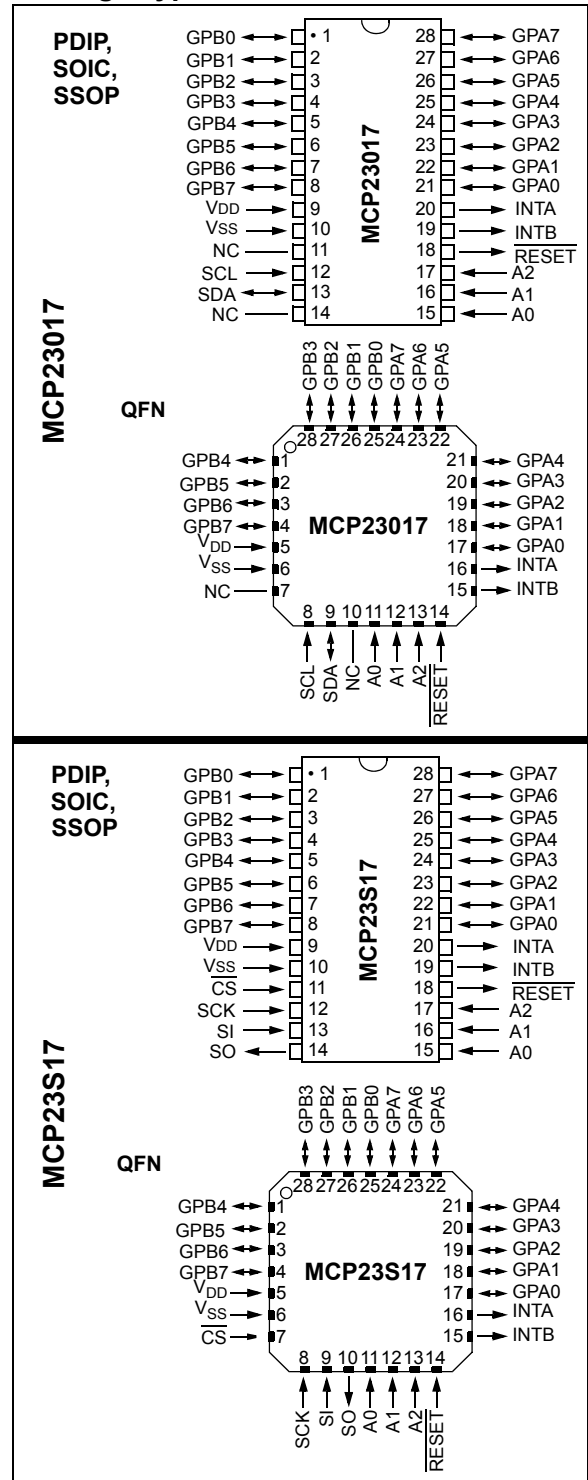 PDIP,
SOIC,
SSOP
GPB0 • 1 28 GPA7
GPB1 2 27 GPA6
GPB2 3 26 GPA5
GPB3 4 25 GPA4
GPB4 5 24 GPA3
GPB5 6 23 GPA2
GPB6 7 22 GPA1
GPB7 8 21 GPA0
VDD 9 20 INTA
VSS 10 19 INTB
NC 11 18 RESET
SCL 12 17 A2
SDA 13 16 A1
NC 14 15 A0
MCP23017
MCP23017
QFN
GPB3 GPB2 GPB1 GPB0 GPA7 GPA6 GPA5
28 27 26 25 24 23 22
GPB4 1 21 GPA4
GPB5 2 20 GPA3
GPB6 3 19 GPA2
GPB7 4 MCP23017 18 GPA1
VDD 5 17 GPA0
VSS 6 16 INTA
NC 7 15 INTB
8 9 10 11 12 13 14
SCL SDA NC A0 A1 A2 RESET
PDIP,
SOIC,
SSOP
GPB0 • 1 28 GPA7
GPB1 2 27 GPA6
GPB2 3 26 GPA5
GPB3 4 25 GPA4
GPB4 5 24 GPA3
GPB5 6 23 GPA2
GPB6 7 22 GPA1
GPB7 8 21 GPA0
VDD 9 20 INTA
VSS 10 19 INTB
CS 11 18 RESET
SCK 12 17 A2
SI 13 16 A1
SO 14 15 A0
MCP23S17
MCP23S17
QFN
GPB3 GPB2 GPB1 GPB0 GPA7 GPA6 GPA5
28 27 26 25 24 23 22
GPB4 1 21 GPA4
GPB5 2 20 GPA3
GPB6 3 19 GPA2
GPB7 4 MCP23S17 18 GPA1
VDD 5 17 GPA0
VSS 6 16 INTA
CS 7 15 INTB
8 9 10 11 12 13 14
SCK SI SO A0 A1 A2 RESET